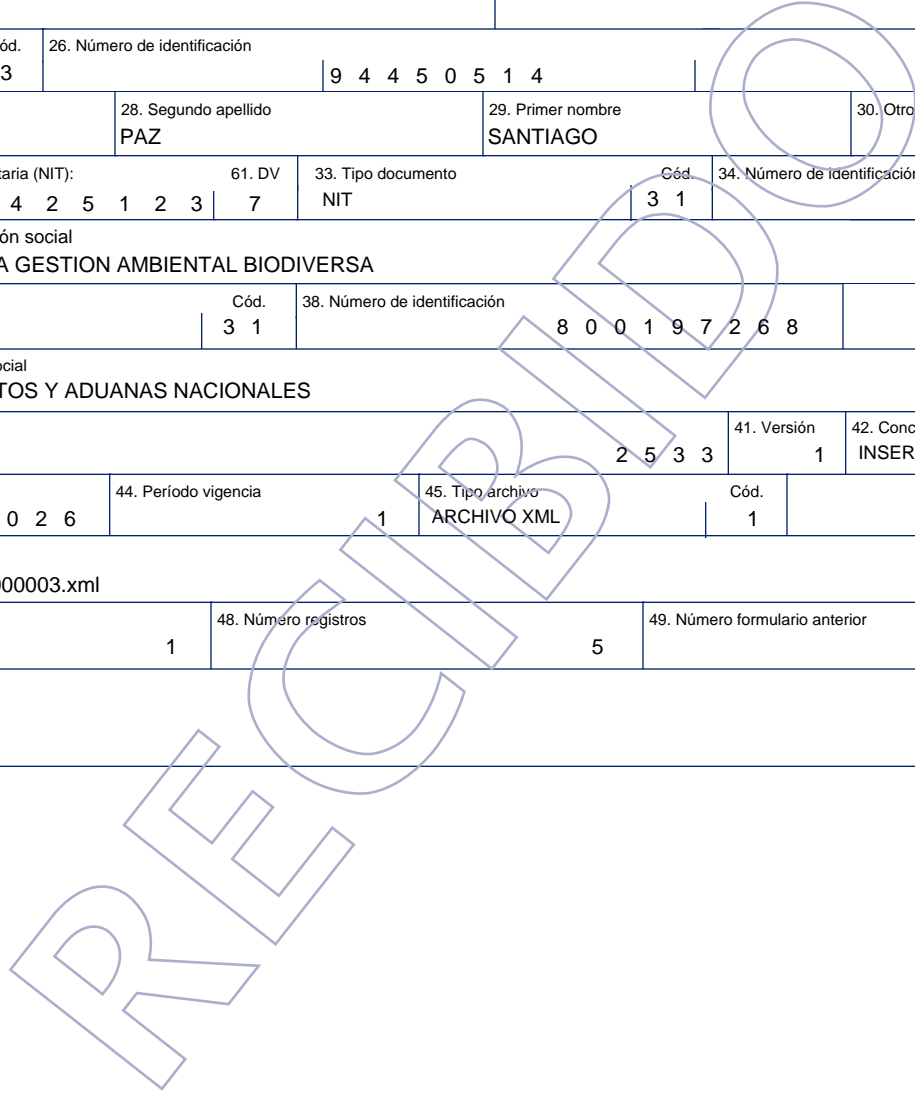 ód. 26. Número de identificación
3 9 4 4 5 0 5 1 4
28. Segundo apellido 29. Primer nombre 30. Otro
PAZ SANTIAGO
taria (NIT): 61. DV 33. Tipo documento Cód. 34. Número de identificación
4 2 5 1 2 3 7 NIT 3 1
ón social
A GESTION AMBIENTAL BIODIVERSA
Cód. 38. Número de identificación
3 1 8 0 0 1 9 7 2 6 8
ocial
TOS Y ADUANAS NACIONALES
41. Versión 42. Conc
2 5 3 3 1 INSER
44. Período vigencia 45. Tipo archivo Cód.
0 2 6 1 ARCHIVO XML 1
000003.xml
48. Número registros 49. Número formulario anterior
1 5
RECIBIDO